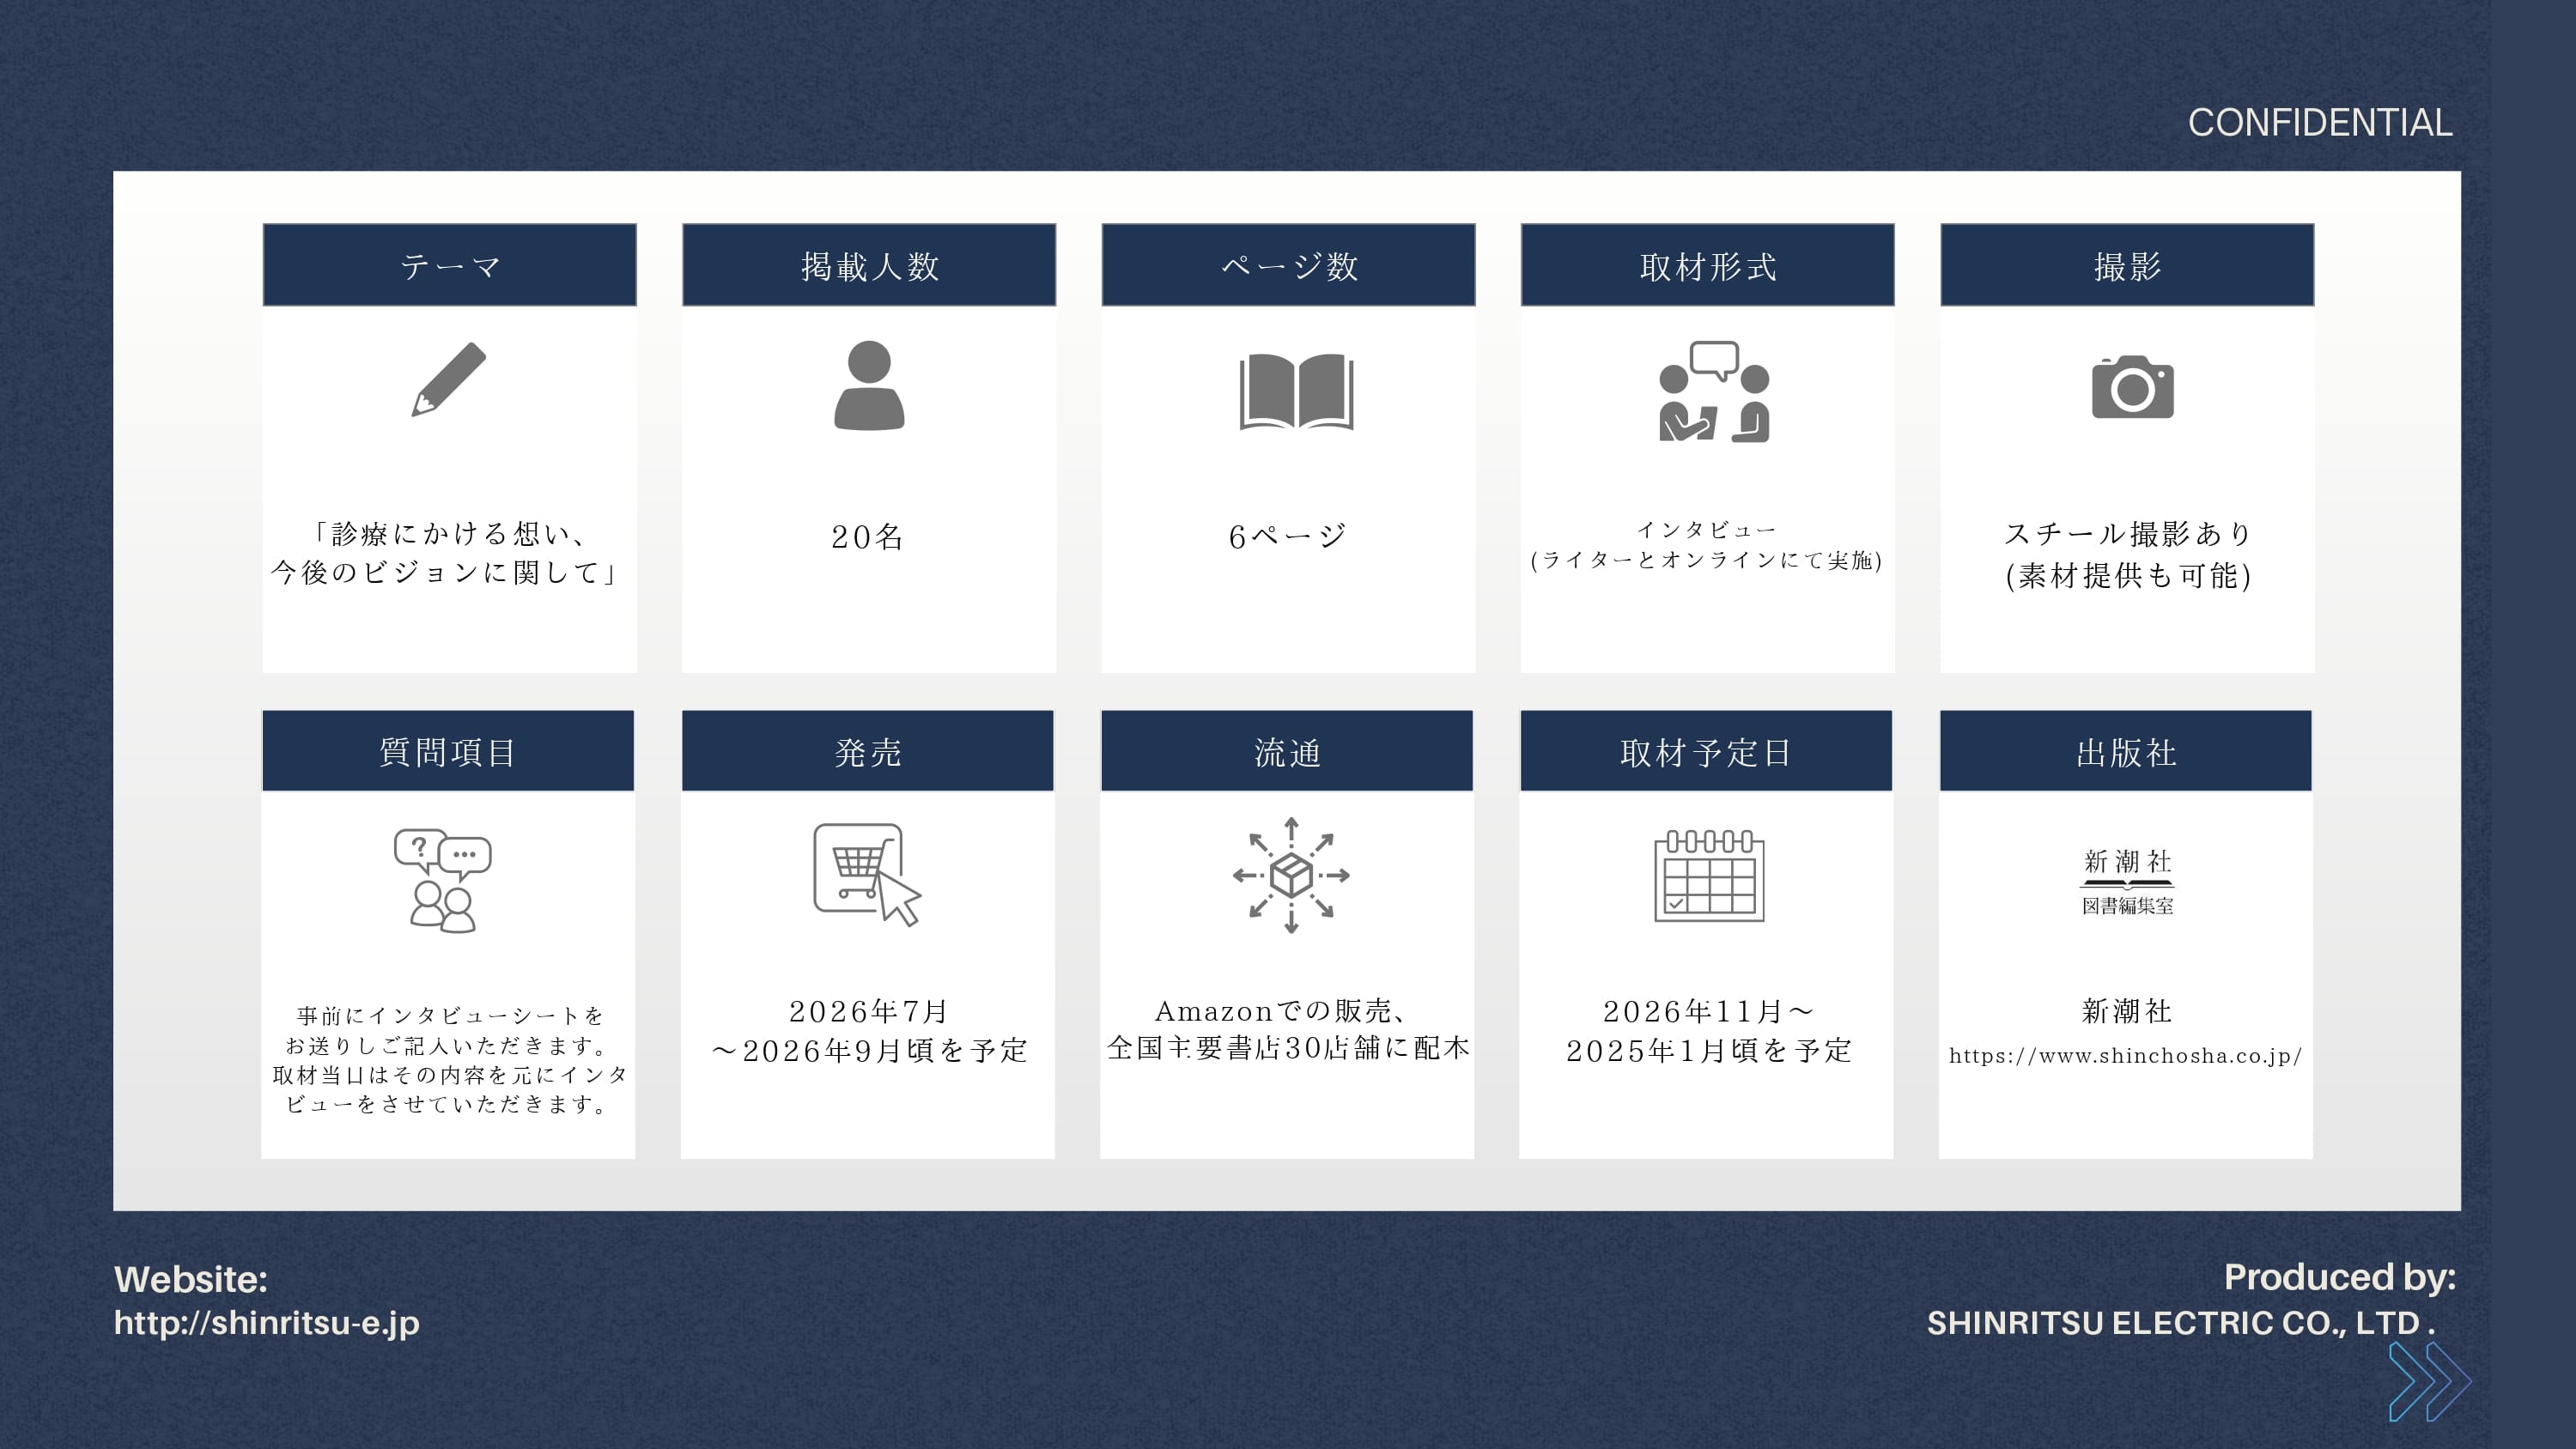 CONFIDENTIAL
テーマ
「診療にかける想い、
今後のビジョンに関して」
掲載人数
20名
ページ数
6ページ
取材形式
インタビュー
(ライターとオンラインにて実施)
撮影
スチール撮影あり
(素材提供も可能)
質問項目
?
事前にインタビューシートを
お送りしご記入いただきます。
取材当日はその内容を元にインタ
ビューをさせていただきます。
発売
2026年7月
～2026年9月頃を予定
流通
Amazonでの販売、
全国主要書店30店舗に配本
取材予定日
2026年11月～
2025年1月頃を予定
出版社
新潮社
図書編集室
新潮社
https://www.shinchosha.co.jp/
Website:
http://shinritsu-e.jp
Produced by:
SHINRITSU ELECTRIC CO., LTD .